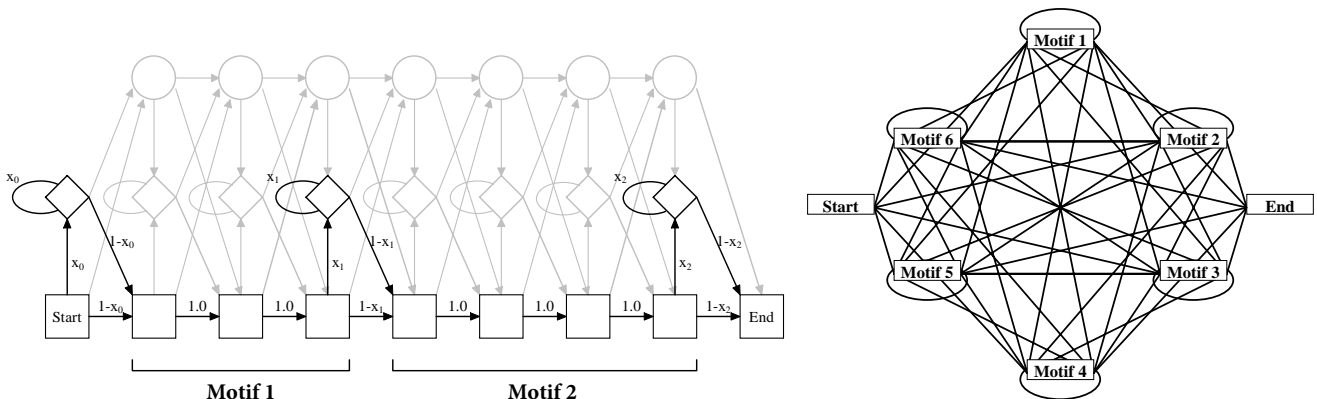 x₀
x₁
x₂
1-x₀
1-x₁
1-x₂
x₀
x₁
x₂
Start
1-x₀
1.0
1.0
1-x₁
1.0
1.0
1.0
1-x₂
End
Motif 1
Motif 2
Motif 1
Motif 6
Motif 2
Start
End
Motif 5
Motif 3
Motif 4